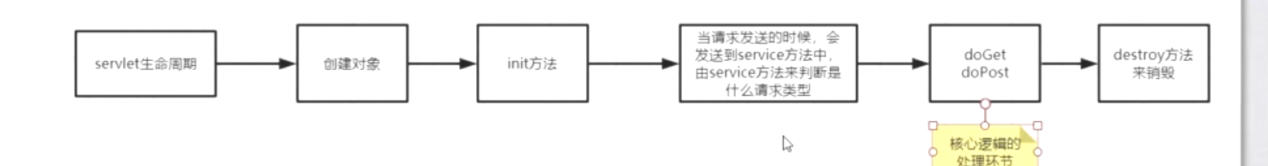 servlet生命周期
创建对象
init方法
当请求发送的时候，会
发送到service方法中，
由service方法来判断是
什么请求类型
doGet
doPost
destroy方法
来销毁
核心逻辑的
处理环节